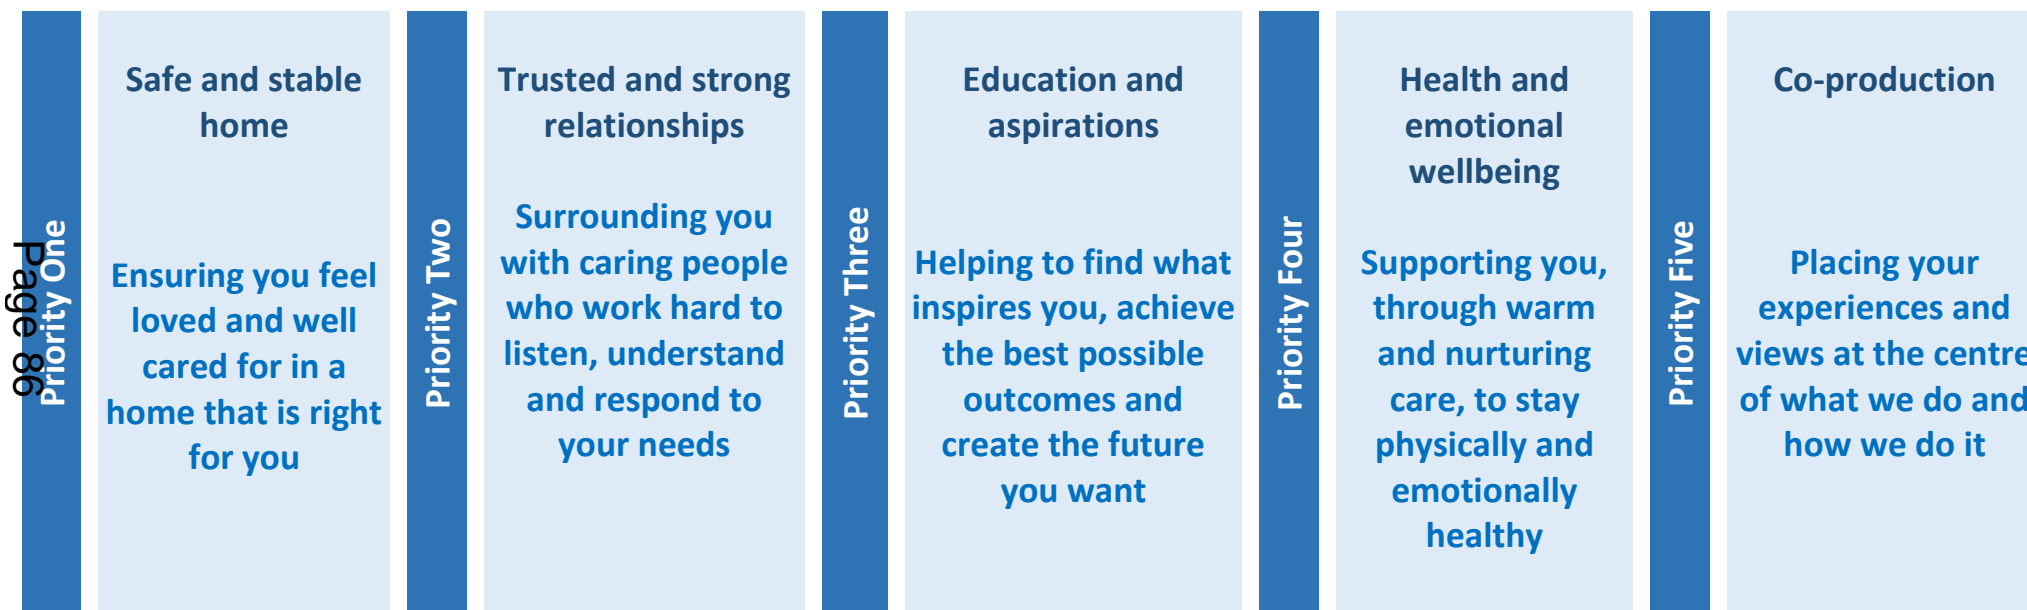 Page 86
Priority One
Safe and stable
home
Ensuring you feel
loved and well
cared for in a
home that is right
for you
Priority Two
Trusted and strong
relationships
Surrounding you
with caring people
who work hard to
listen, understand
and respond to
your needs
Priority Three
Education and
aspirations
Helping to find what
inspires you, achieve
the best possible
outcomes and
create the future
you want
Priority Four
Health and
emotional
wellbeing
Supporting you,
through warm
and nurturing
care, to stay
physically and
emotionally
healthy
Priority Five
Co-production
Placing your
experiences and
views at the centre
of what we do and
how we do it